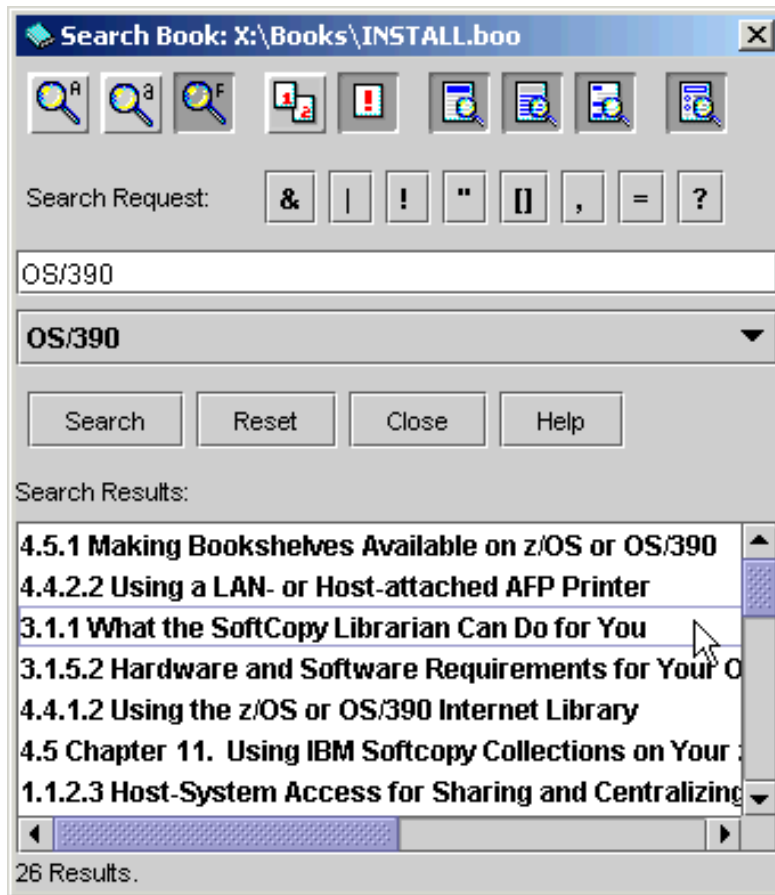 Search Book: X:\Books\INSTALL.boo
A a F 1 2 !
Search Request: & | ! " [] , = ?
OS/390
OS/390
Search Reset Close Help
Search Results:
4.5.1 Making Bookshelves Available on z/OS or OS/390
4.4.2.2 Using a LAN- or Host-attached AFP Printer
3.1.1 What the SoftCopy Librarian Can Do for You
3.1.5.2 Hardware and Software Requirements for Your O
4.4.1.2 Using the z/OS or OS/390 Internet Library
4.5 Chapter 11. Using IBM Softcopy Collections on Your
1.1.2.3 Host-System Access for Sharing and Centralizing
26 Results.